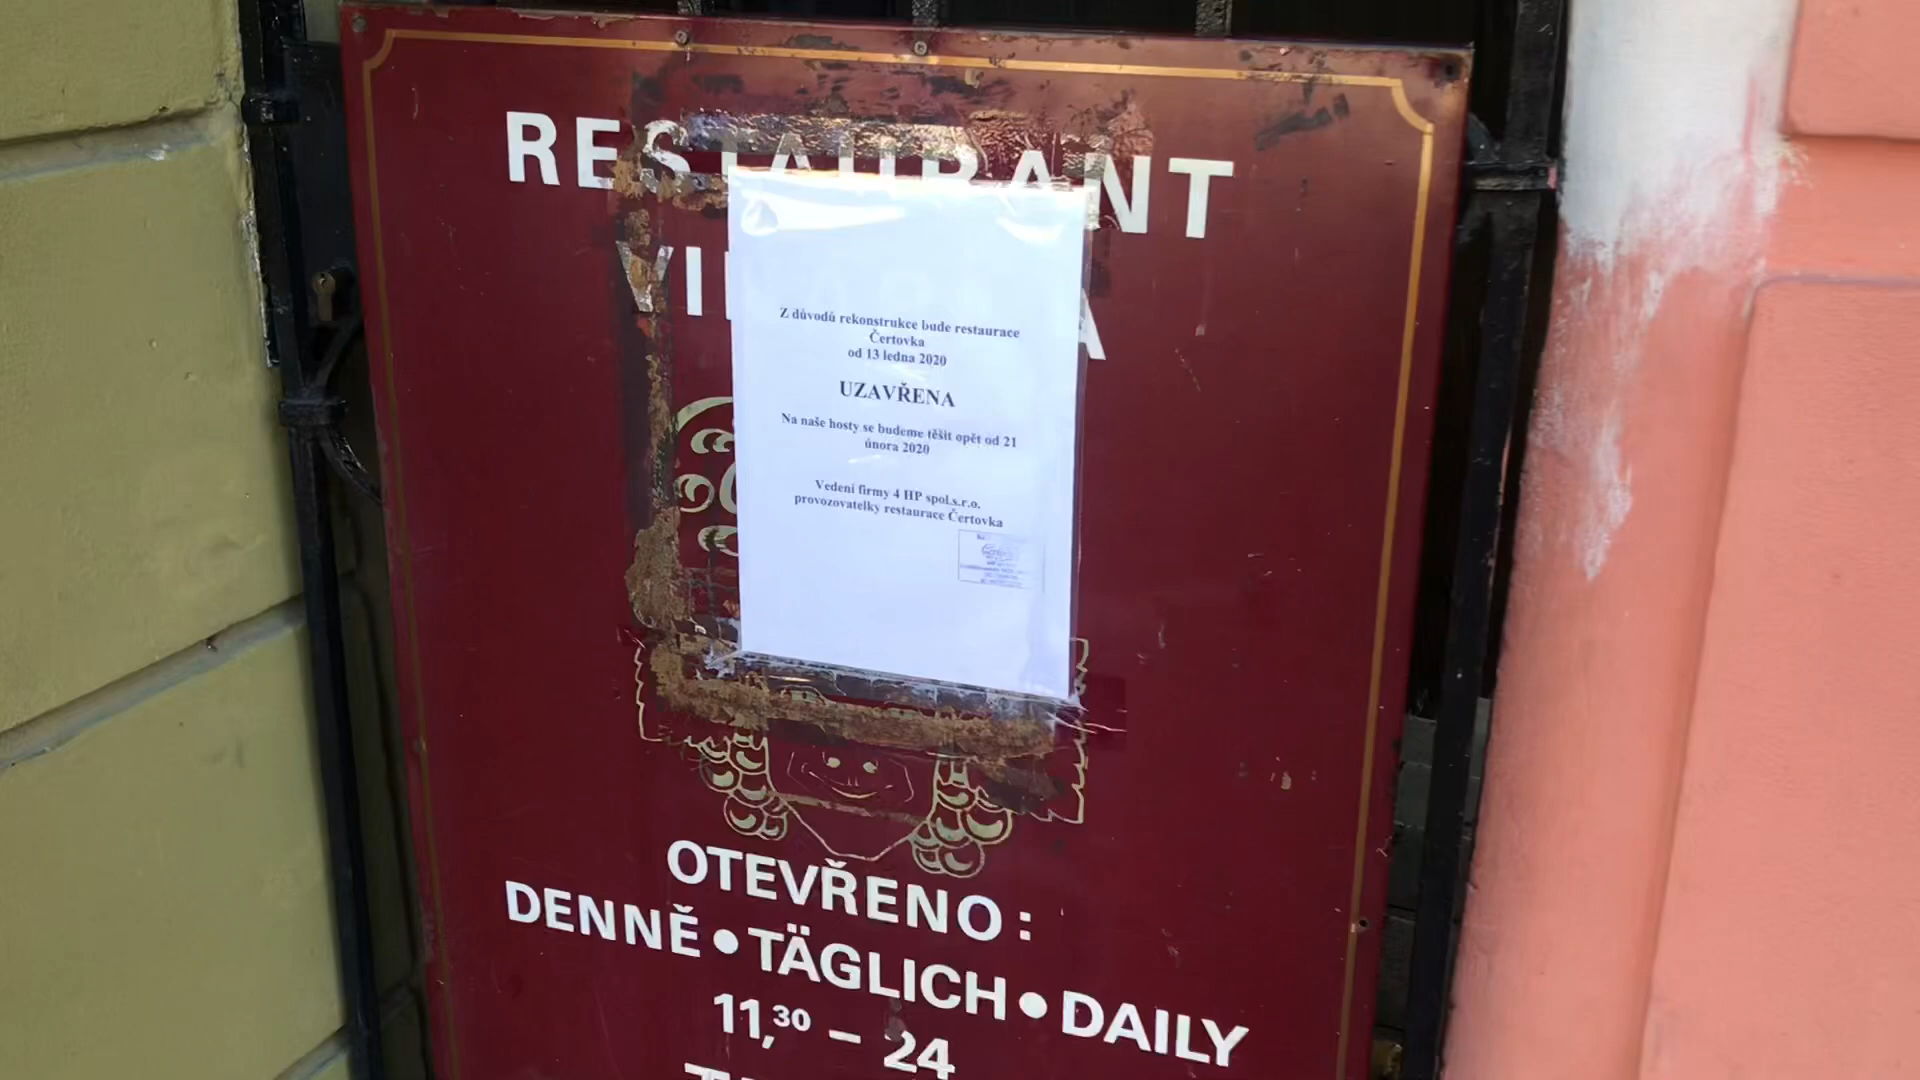 RESTAURANT
Z důvodů rekonstrukce bude restaurace
Čertovka
od 13 ledna 2020
UZAVŘENA
Na naše hosty se budeme těšit opět od 21
února 2020
Vedení firmy 4 HP spol.s.r.o.
provozovatelky restaurace Čertovka
OTEVŘENO:
DENNĚ • TÄGLICH • DAILY
11,30 – 24